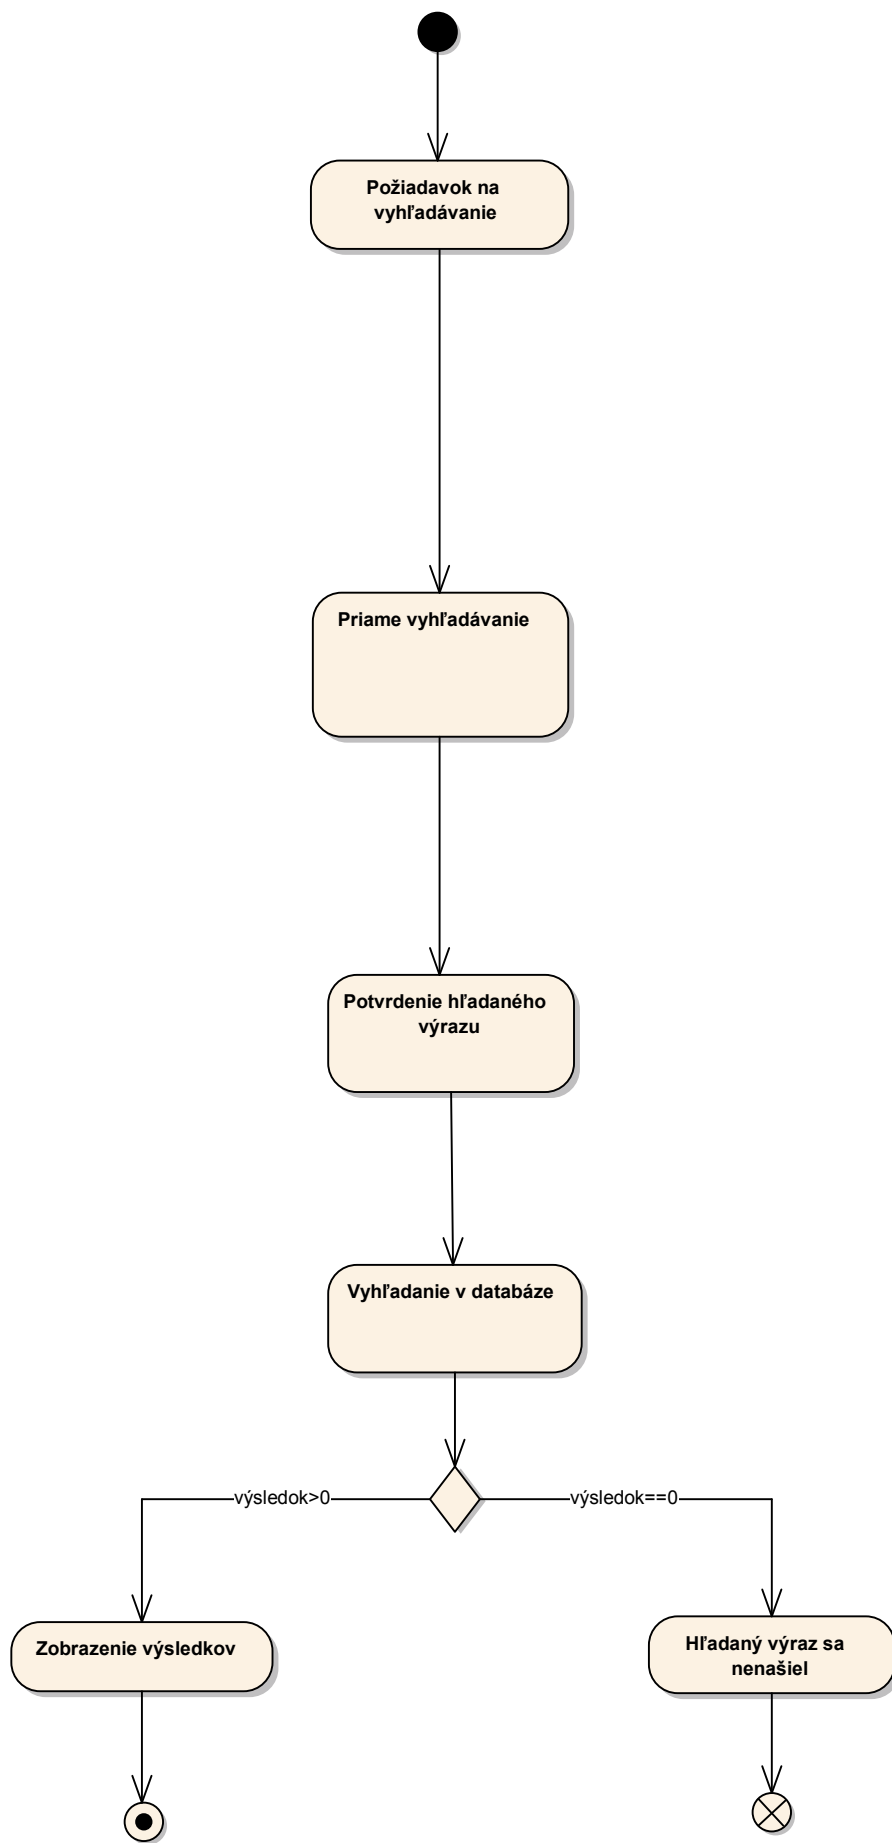 Požiadavok na
vyhľadávanie
Priame vyhľadávanie
Potvrdenie hľadaného
výrazu
Vyhľadanie v databáze
výsledok>0
výsledok==0
Zobrazenie výsledkov
Hľadaný výraz sa
nenašiel